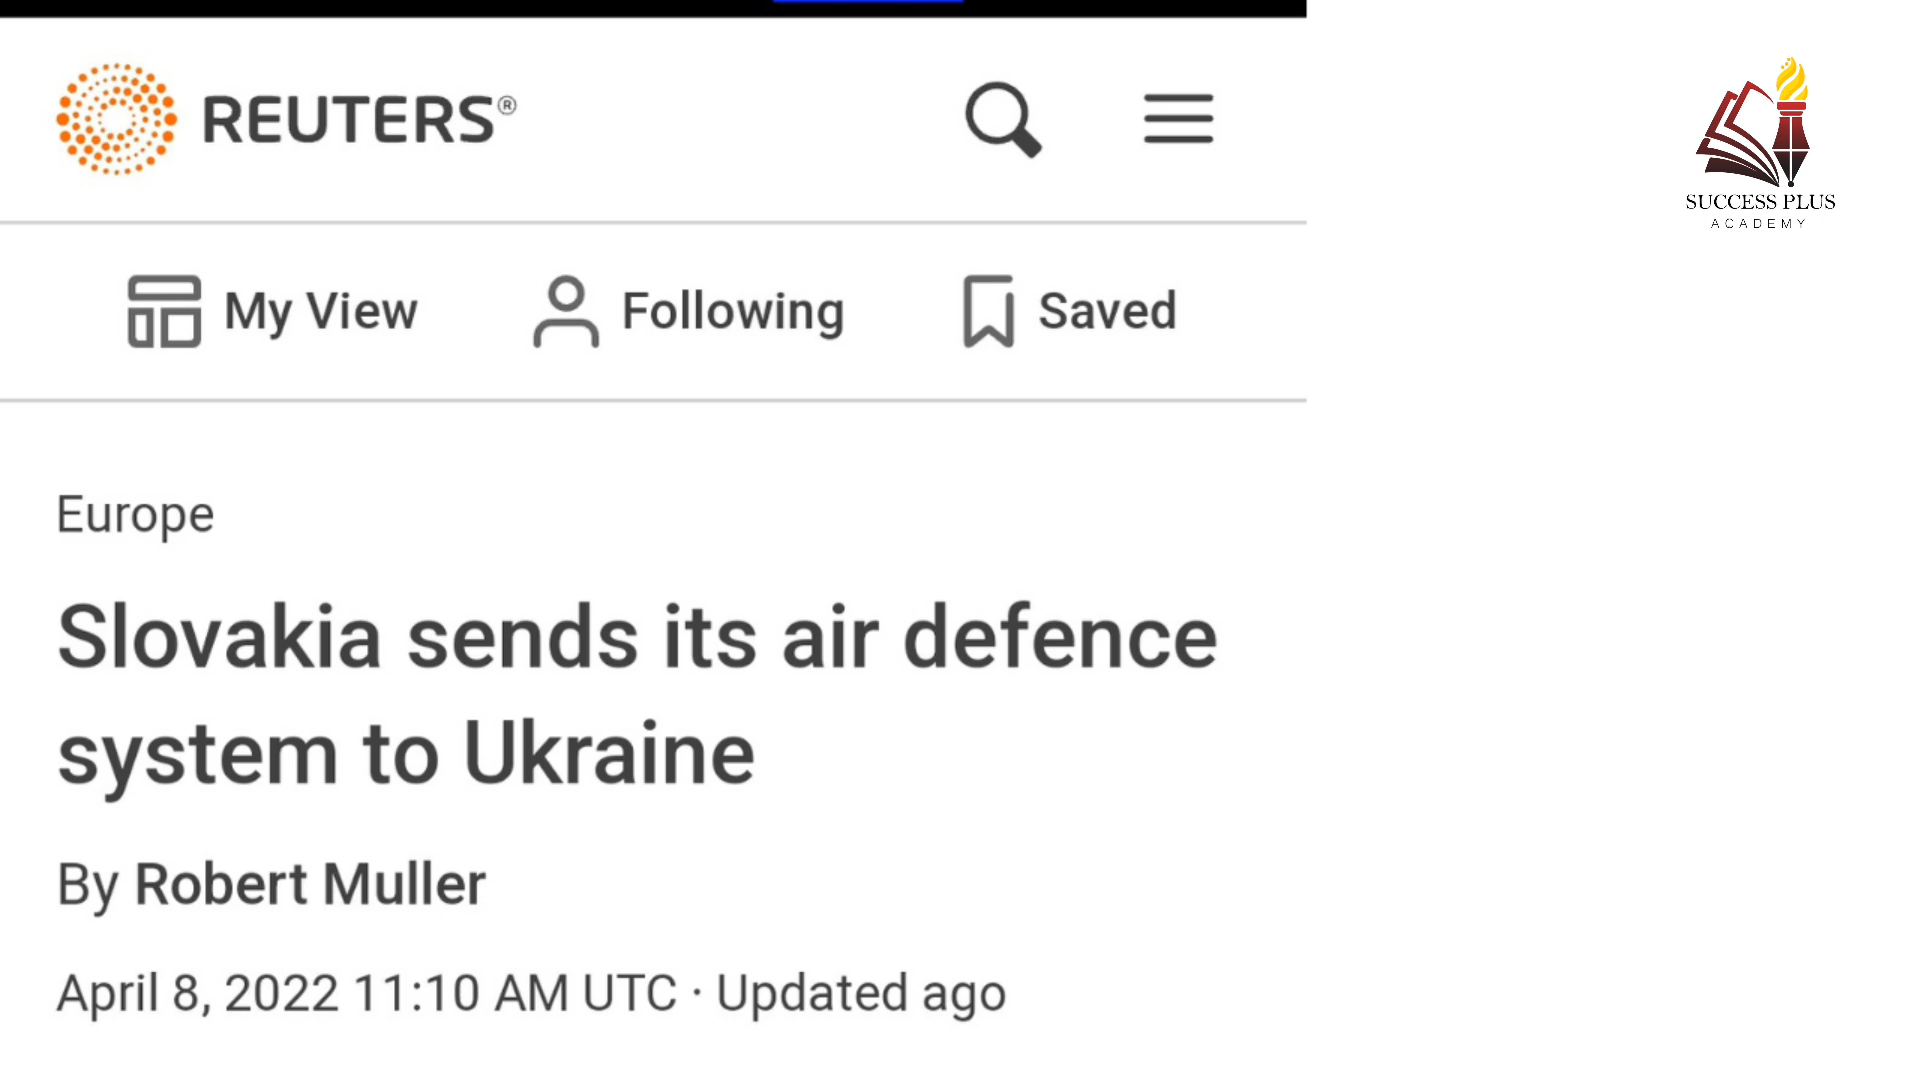 REUTERS®
SUCCESS PLUS
ACADEMY
My View Following Saved
Europe
Slovakia sends its air defence
system to Ukraine
By Robert Muller
April 8, 2022 11:10 AM UTC · Updated ago